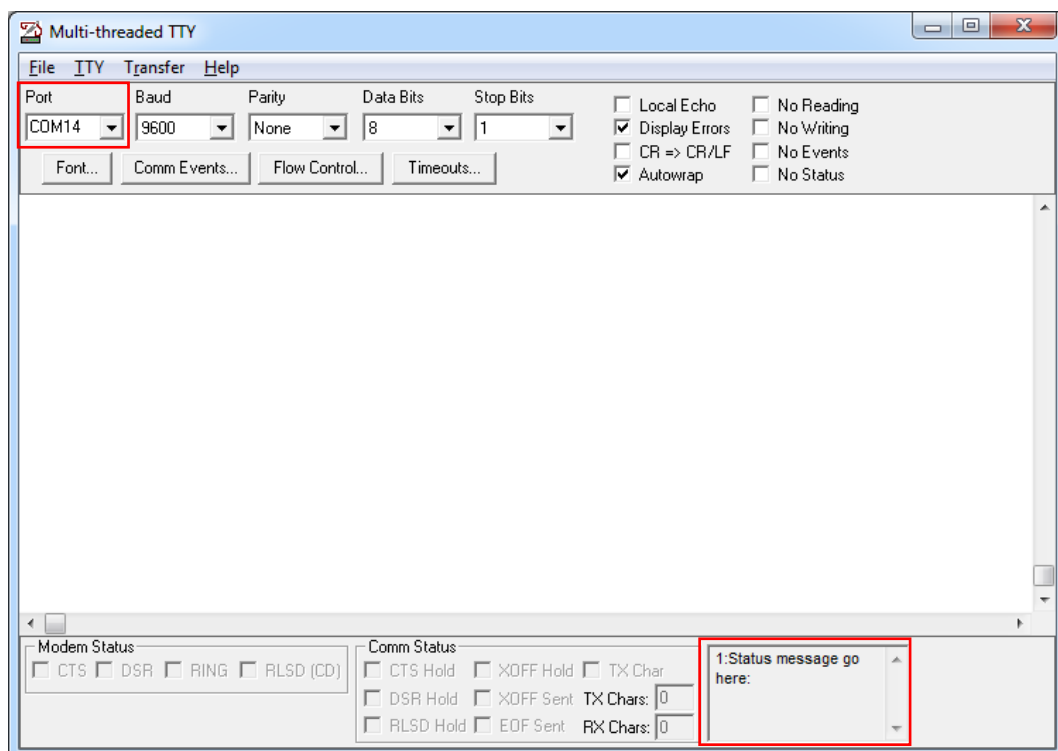 Multi-threaded TTY
File TTY Transfer Help
Port Baud Parity Data Bits Stop Bits
COM14 9600 None 8 1
Font... Comm Events... Flow Control... Timeouts...
Local Echo No Reading
Display Errors No Writing
CR => CR/LF No Events
Autowrap No Status
Modem Status
CTS DSR RING RLSD (CD)
Comm Status
CTS Hold XOFF Hold TX Char
DSR Hold XOFF Sent TX Chars: 0
RLSD Hold EOF Sent RX Chars: 0
1:Status message go
here: